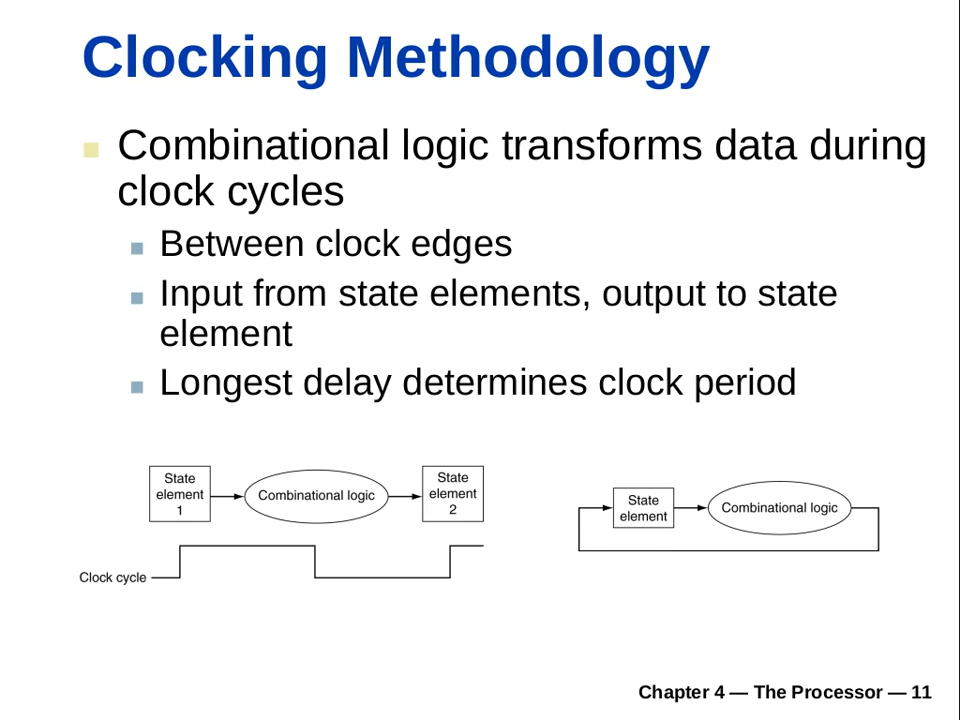 Clocking Methodology
Combinational logic transforms data during
clock cycles
Between clock edges
Input from state elements, output to state
element
Longest delay determines clock period
State
element
1
Combinational logic
State
element
2
Clock cycle
State
element
Combinational logic
Chapter 4 — The Processor — 11